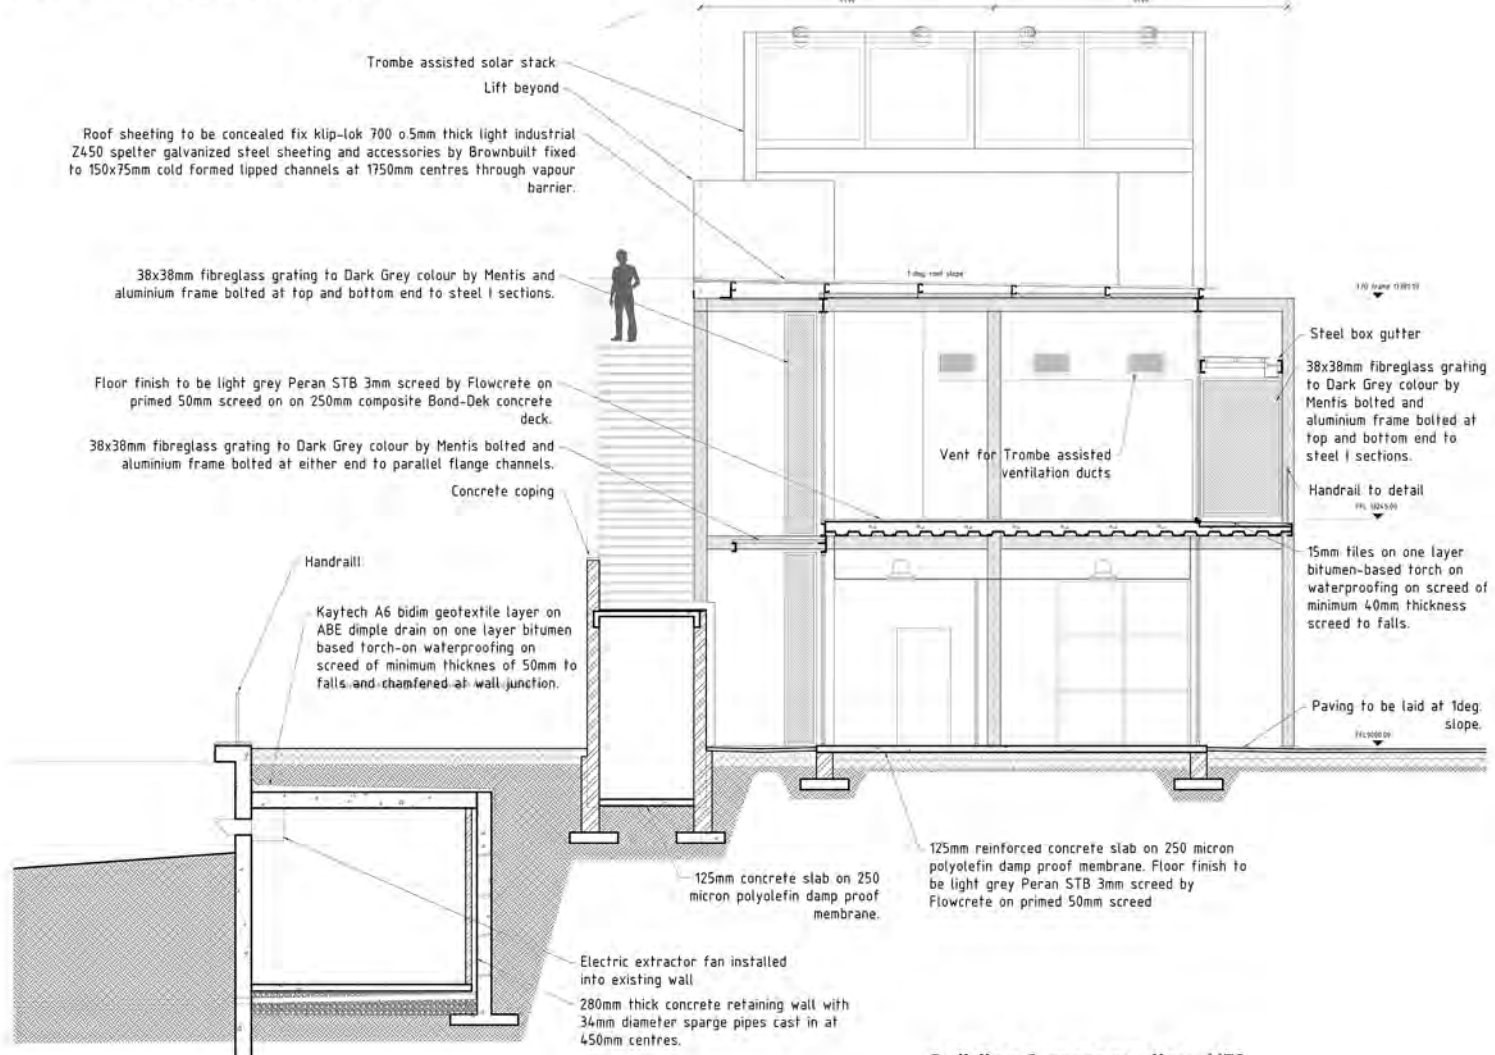 Trombe assisted solar stack
Lift beyond
Roof sheeting to be concealed fix klip-lok 700 0.5mm thick light industrial
Z450 spelter galvanized steel sheeting and accessories by Brownbuilt fixed
to 150x75mm cold formed lipped channels at 1750mm centres through vapour
barrier.
1 deg roof slope
38x38mm fibreglass grating to Dark Grey colour by Mentis and
aluminium frame bolted at top and bottom end to steel I sections.
Steel box gutter
38x38mm fibreglass grating
to Dark Grey colour by
Mentis bolted and
aluminium frame bolted at
top and bottom end to
steel I sections.
Floor finish to be light grey Peran STB 3mm screed by Flowcrete on
primed 50mm screed on on 250mm composite Bond-Dek concrete
deck.
38x38mm fibreglass grating to Dark Grey colour by Mentis bolted and
aluminium frame bolted at either end to parallel flange channels.
Vent for Trombe assisted
ventilation ducts
Concrete coping
Handrail to detail
15mm tiles on one layer
bitumen-based torch on
waterproofing on screed of
minimum 40mm thickness
screed to falls.
Handraill
Kaytech A6 bidim geotextile layer on
ABE dimple drain on one layer bitumen
based torch-on waterproofing on
screed of minimum thicknes of 50mm to
falls and chamfered at wall junction.
Paving to be laid at 1deg
slope.
125mm concrete slab on 250
micron polyolefin damp proof
membrane.
125mm reinforced concrete slab on 250 micron
polyolefin damp proof membrane. Floor finish to
be light grey Peran STB 3mm screed by
Flowcrete on primed 50mm screed
Electric extractor fan installed
into existing wall
280mm thick concrete retaining wall with
34mm diameter sparge pipes cast in at
450mm centres.